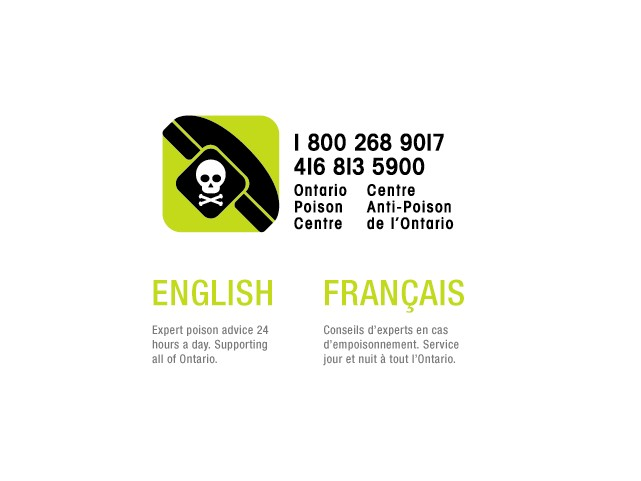 1 800 268 9017
416 813 5900
Ontario Poison Centre
Centre Anti-Poison de l'Ontario
ENGLISH
Expert poison advice 24
hours a day. Supporting
all of Ontario.
FRANÇAIS
Conseils d'experts en cas
d'empoisonnement. Service
jour et nuit à tout l'Ontario.